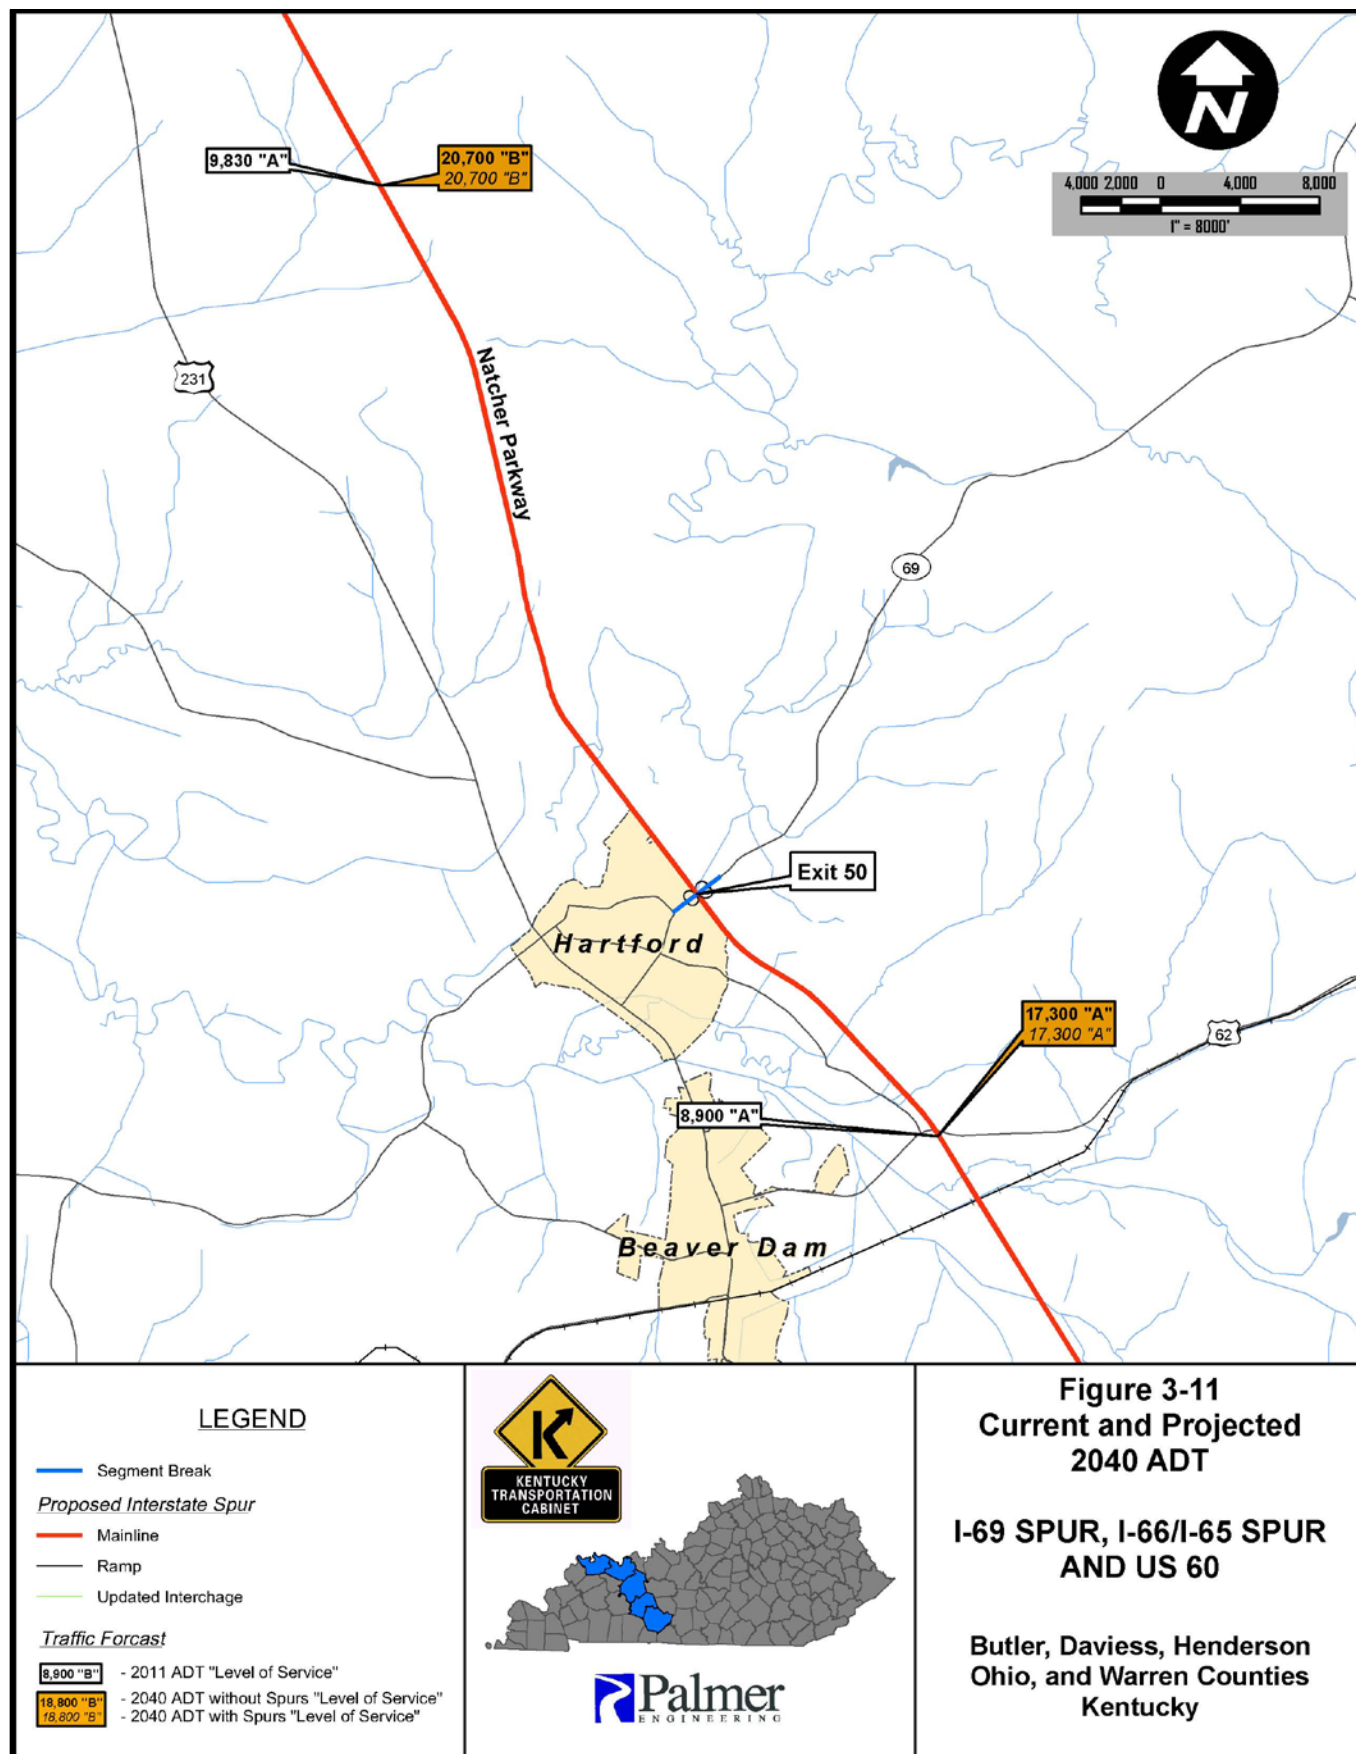 N
4,000 2,000 0 4,000 8,000
1" = 8000'
9,830 "A"
20,700 "B"
20,700 "B"
231
Natcher Parkway
69
Exit 50
Hartford
17,300 "A"
17,300 "A"
62
8,900 "A"
Beaver Dam
LEGEND
Segment Break
Proposed Interstate Spur
Mainline
Ramp
Updated Interchage
Traffic Forcast
8,900 "B" - 2011 ADT "Level of Service"
18,800 "B" - 2040 ADT without Spurs "Level of Service"
18,800 "B" - 2040 ADT with Spurs "Level of Service"
K
KENTUCKY
TRANSPORTATION
CABINET
Palmer
ENGINEERING
Figure 3-11
Current and Projected
2040 ADT
I-69 SPUR, I-66/I-65 SPUR
AND US 60
Butler, Daviess, Henderson
Ohio, and Warren Counties
Kentucky